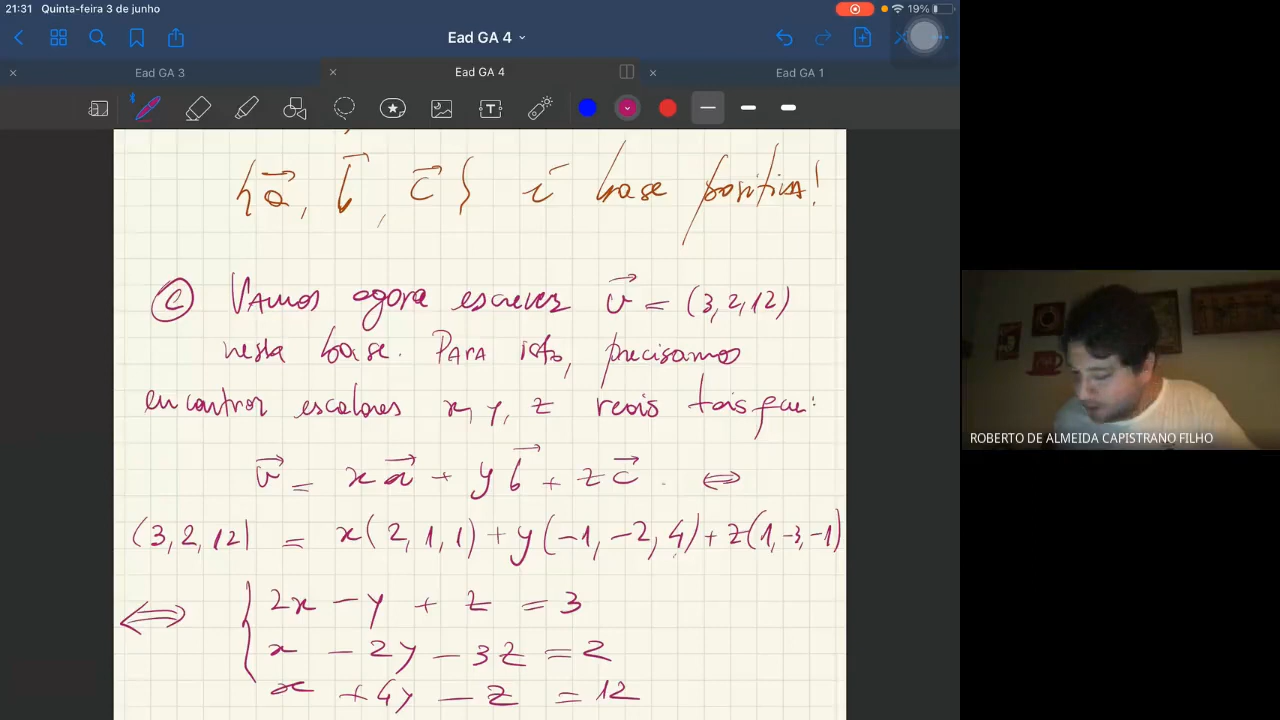 21:31 Quinta-feira 3 de junho 19%
Ead GA 4
Ead GA 3 Ead GA 4 Ead GA 1
{a⃗, b⃗, c⃗} é base positiva!
(c) Vamos agora escrever v⃗ = (3,2,12)
nesta base. Para isto, precisamos
encontrar escalares x, y, z reais tais que:
v⃗ = xa⃗ + yb⃗ + zc⃗. ⇔
(3,2,12) = x(2,1,1) + y(-1,-2,4) + z(1,-3,-1)
⇔ { 2x - y + z = 3
x - 2y - 3z = 2
x + 4y - z = 12
ROBERTO DE ALMEIDA CAPISTRANO FILHO